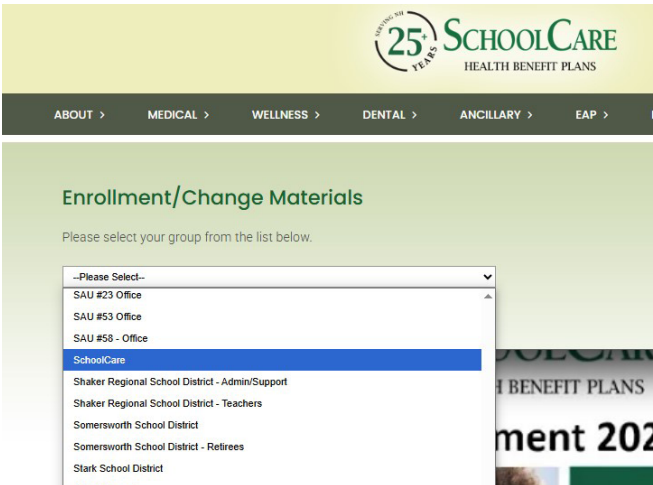 SERVING NH
25+
YEARS
SCHOOLCARE
HEALTH BENEFIT PLANS
ABOUT > MEDICAL > WELLNESS > DENTAL > ANCILLARY > EAP >
Enrollment/Change Materials
Please select your group from the list below.
--Please Select--
SAU #23 Office
SAU #53 Office
SAU #58 - Office
SchoolCare
Shaker Regional School District - Admin/Support
Shaker Regional School District - Teachers
Somersworth School District
Somersworth School District - Retirees
Stark School District
BENEFIT PLANS
ment 202